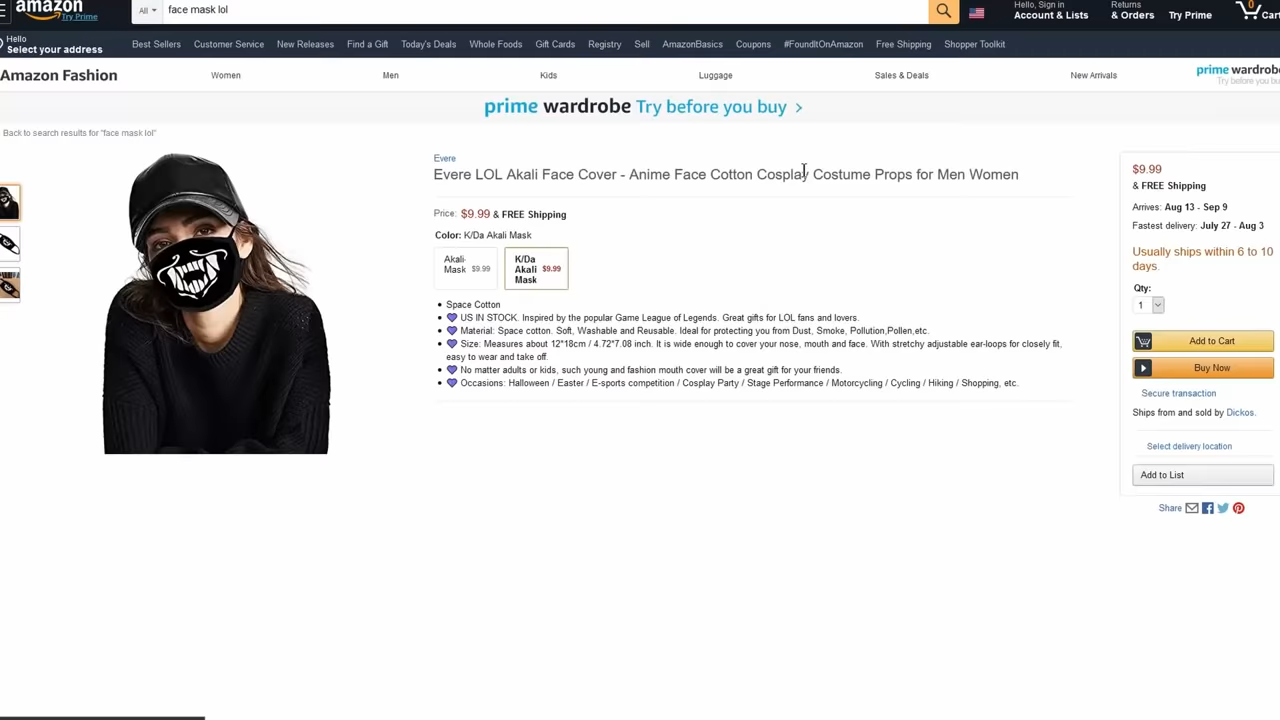 amazon
Try Prime
All
face mask lol
Hello, Sign in
Account & Lists
Returns
& Orders
Try Prime
0
Cart
Hello
Select your address
Best Sellers
Customer Service
New Releases
Find a Gift
Today's Deals
Whole Foods
Gift Cards
Registry
Sell
AmazonBasics
Coupons
#FoundItOnAmazon
Free Shipping
Shopper Toolkit
Amazon Fashion
Women
Men
Kids
Luggage
Sales & Deals
New Arrivals
prime wardrobe
Try before you bu
prime wardrobe Try before you buy
Back to search results for "face mask lol"
Evere
Evere LOL Akali Face Cover - Anime Face Cotton Cosplay Costume Props for Men Women
Price: $9.99 & FREE Shipping
Color: K/Da Akali Mask
Akali-
Mask $9.99
K/Da
Akali $9.99
Mask
Space Cotton
US IN STOCK. Inspired by the popular Game League of Legends. Great gifts for LOL fans and lovers.
Material: Space cotton. Soft, Washable and Reusable. Ideal for protecting you from Dust, Smoke, Pollution,Pollen,etc.
Size: Measures about 12*18cm / 4.72*7.08 inch. It is wide enough to cover your nose, mouth and face. With stretchy adjustable ear-loops for closely fit,
easy to wear and take off.
No matter adults or kids, such young and fashion mouth cover will be a great gift for your friends.
Occasions: Halloween / Easter / E-sports competition / Cosplay Party / Stage Performance / Motorcycling / Cycling / Hiking / Shopping, etc.
$9.99
& FREE Shipping
Arrives: Aug 13 - Sep 9
Fastest delivery: July 27 - Aug 3
Usually ships within 6 to 10
days.
Qty:
1
Add to Cart
Buy Now
Secure transaction
Ships from and sold by Dickos.
Select delivery location
Add to List
Share